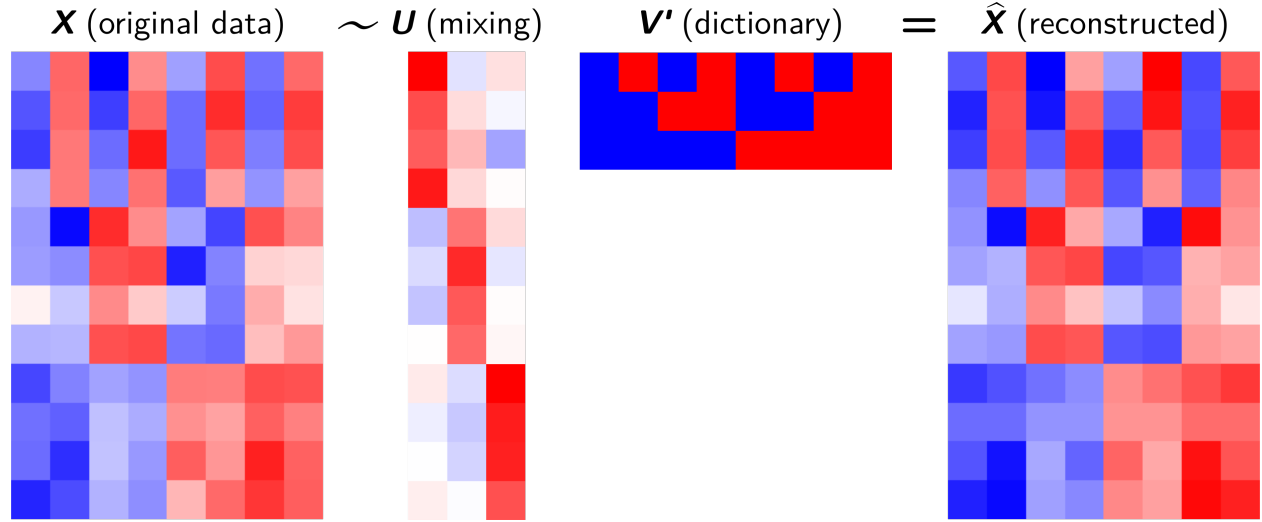 X (original data) ~ U (mixing) V' (dictionary) = X̂ (reconstructed)